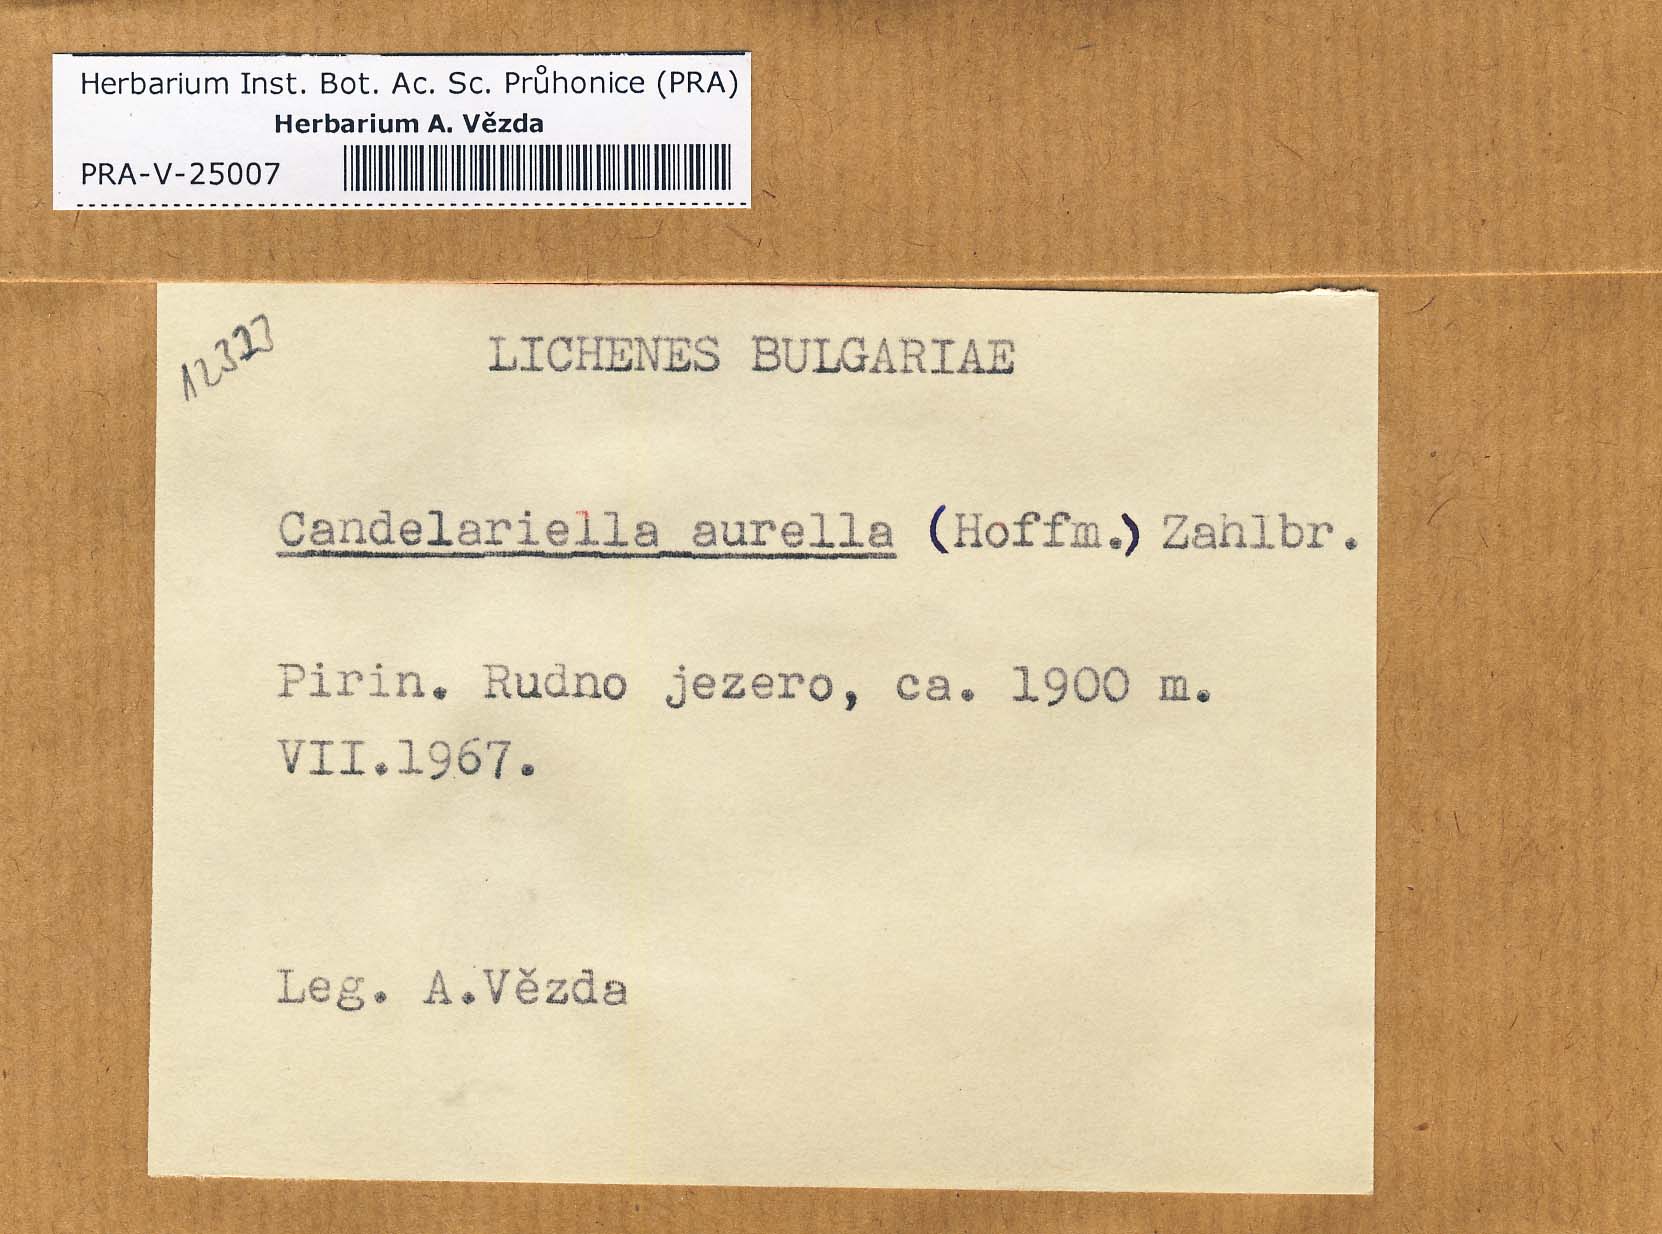 Herbarium Inst. Bot. Ac. Sc. Průhonice (PRA)
Herbarium A. Vězda
PRA-V-25007
12323
LICHENES BULGARIAE
Candelariella aurella (Hoffm.) Zahlbr.
Pirin. Rudno jezero, ca. 1900 m.
VII.1967.
Leg. A.Vězda